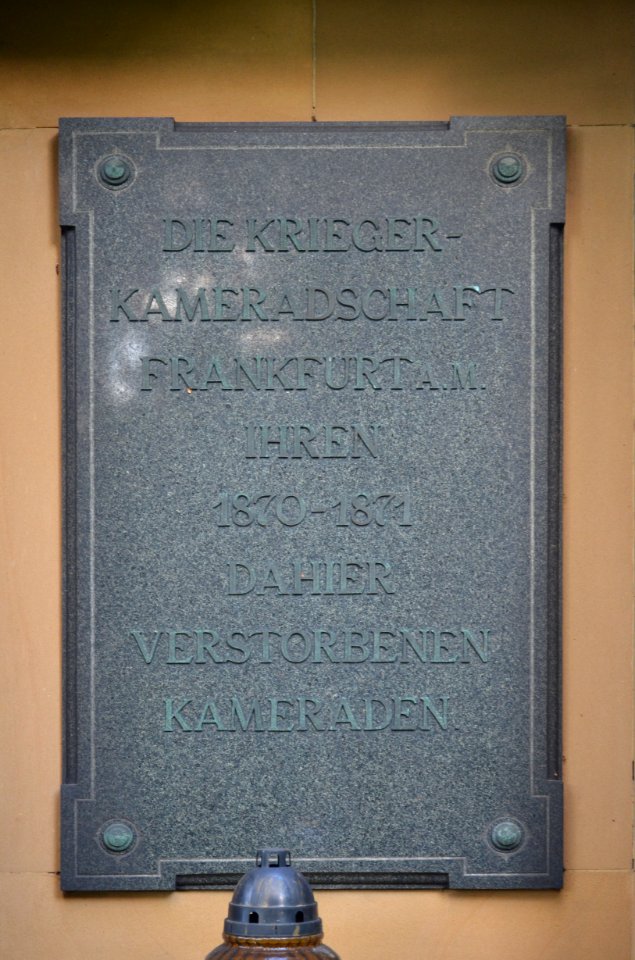 DIE KRIEGER-
KAMERADSCHAFT
FRANKFURT A.M.
IHREN
1870-1871
DAHIER
VERSTORBENEN
KAMERADEN.